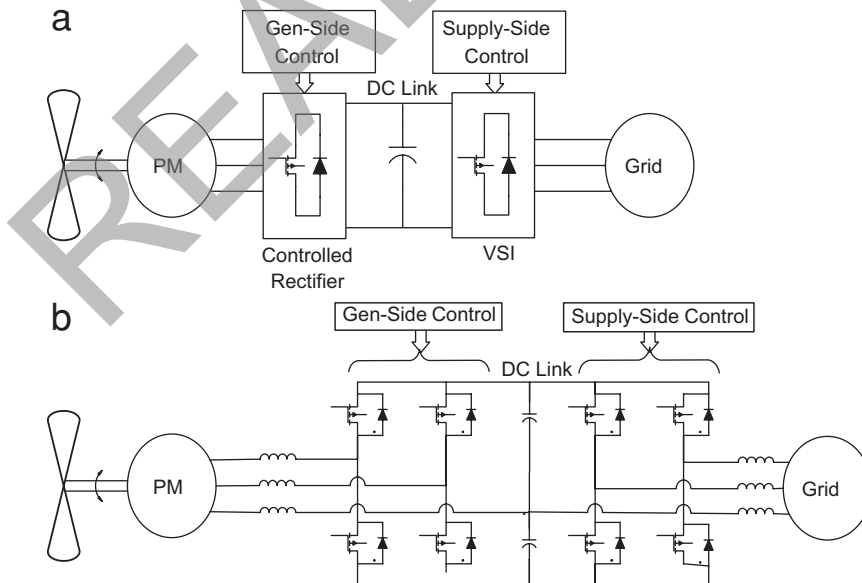 a
Gen-Side
Control
Supply-Side
Control
DC Link
PM
Grid
Controlled
Rectifier
VSI
b
Gen-Side Control
Supply-Side Control
DC Link
PM
Grid